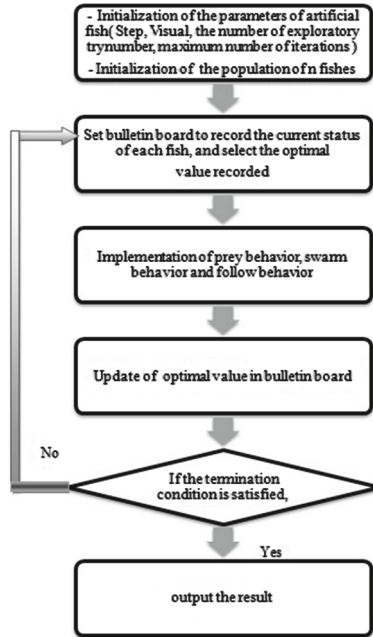 - Initialization of the parameters of artificial
fish( Step, Visual, the number of exploratory
trynumber, maximum number of iterations )
- Initialization of the population of n fishes
Set bulletin board to record the current status
of each fish, and select the optimal
value recorded
Implementation of prey behavior, swarm
behavior and follow behavior
Update of optimal value in bulletin board
No
If the termination
condition is satisfied,
Yes
output the result